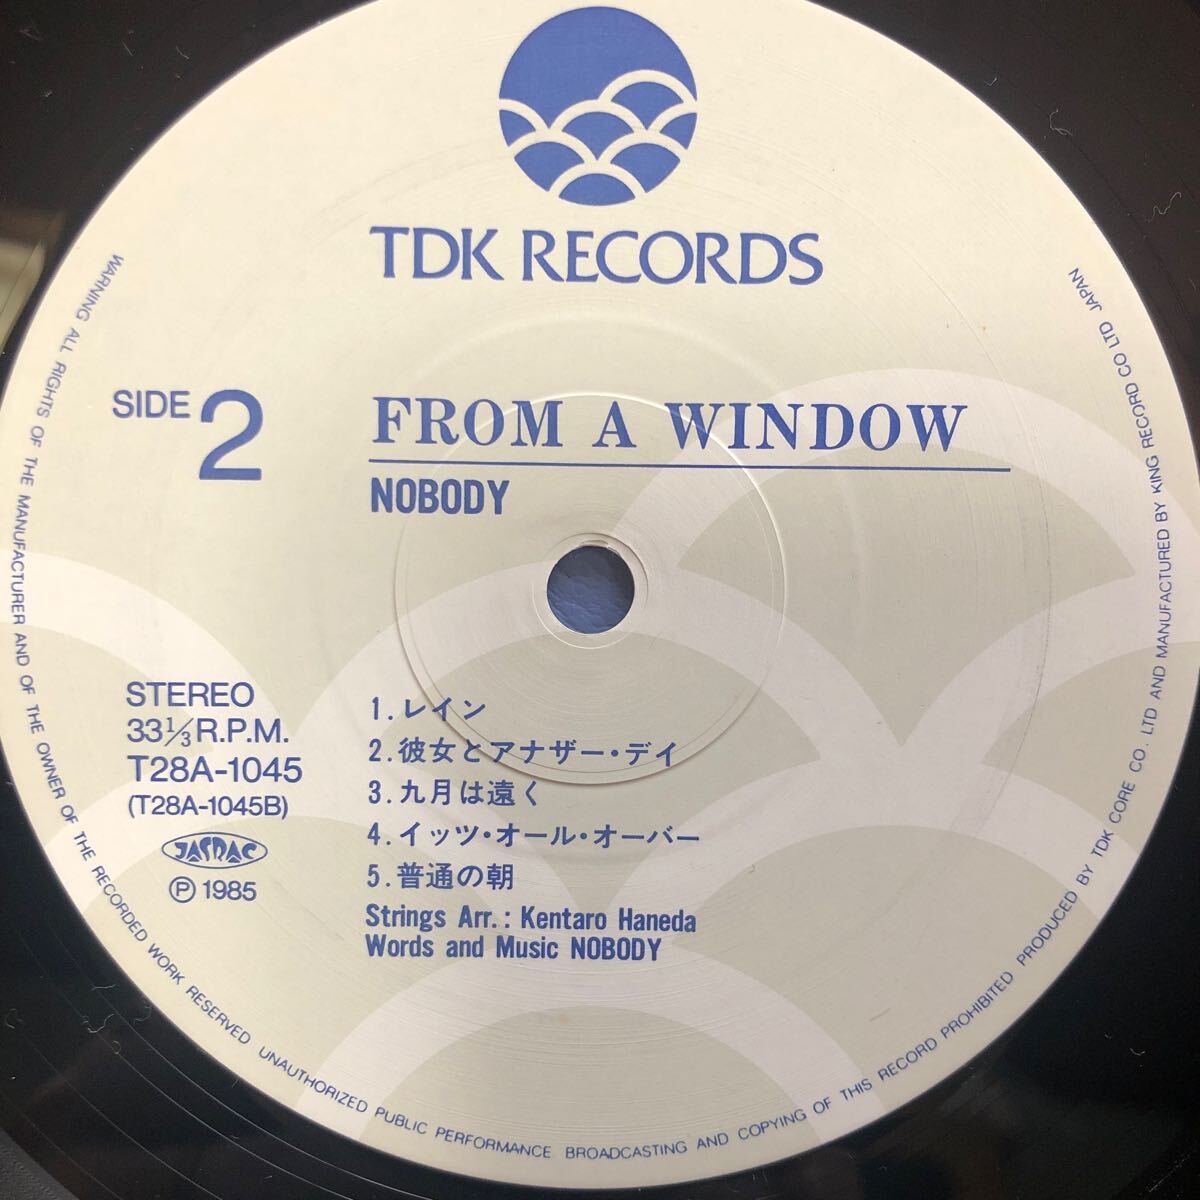 TDK RECORDS
SIDE 2
FROM A WINDOW
NOBODY
STEREO
33⅓ R.P.M.
T28A-1045
(T28A-1045B)
JASRAC
Ⓟ 1985
1. レイン
2. 彼女とアナザー・デイ
3. 九月は遠く
4. イッツ・オール・オーバー
5. 普通の朝
Strings Arr. : Kentaro Haneda
Words and Music NOBODY
WARNING ALL RIGHTS OF THE MANUFACTURER AND OF THE OWNER OF THE RECORDED WORK RESERVED UNAUTHORIZED PUBLIC PERFORMANCE BROADCASTING AND COPYING OF THIS RECORD PROHIBITED PRODUCED BY TDK CORE CO. LTD AND MANUFACTURED BY KING RECORD CO LTD JAPAN